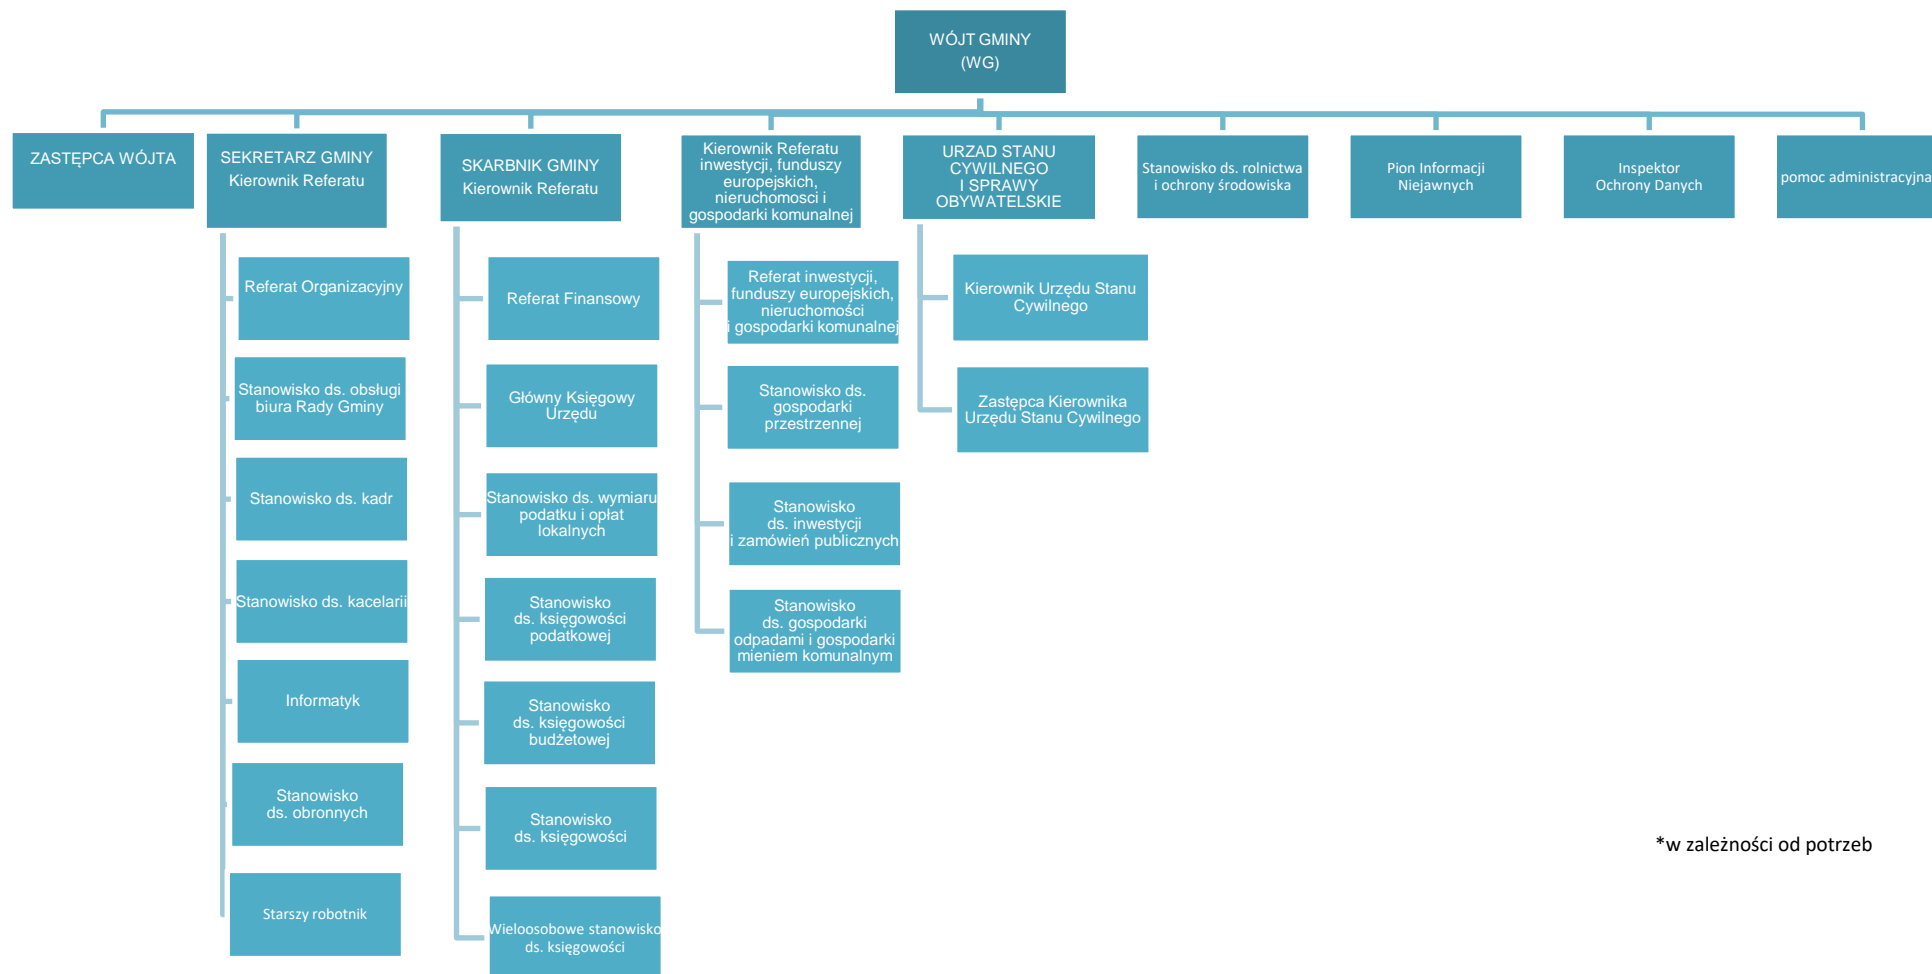 WÓJT GMINY
(WG)
ZASTĘPCA WÓJTA
SEKRETARZ GMINY
Kierownik Referatu
SKARBNIK GMINY
Kierownik Referatu
Kierownik Referatu
inwestycji, funduszy
europejskich,
nieruchomosci i
gospodarki komunalnej
URZAD STANU
CYWILNEGO
I SPRAWY
OBYWATELSKIE
Stanowisko ds. rolnictwa
i ochrony środowiska
Pion Informacji
Niejawnych
Inspektor
Ochrony Danych
pomoc administracyjna
Referat Organizacyjny
Stanowisko ds. obsługi
biura Rady Gminy
Stanowisko ds. kadr
Stanowisko ds. kacelarii
Informatyk
Stanowisko
ds. obronnych
Starszy robotnik
Referat Finansowy
Główny Księgowy
Urzędu
Stanowisko ds. wymiaru
podatku i opłat
lokalnych
Stanowisko
ds. księgowości
podatkowej
Stanowisko
ds. księgowości
budżetowej
Stanowisko
ds. księgowości
Wieloosobowe stanowisko
ds. księgowości
Referat inwestycji,
funduszy europejskich,
nieruchomości
i gospodarki komunalnej
Stanowisko ds.
gospodarki
przestrzennej
Stanowisko
ds. inwestycji
i zamówień publicznych
Stanowisko
ds. gospodarki
odpadami i gospodarki
mieniem komunalnym
Kierownik Urzędu Stanu
Cywilnego
Zastępca Kierownika
Urzędu Stanu Cywilnego
*w zależności od potrzeb